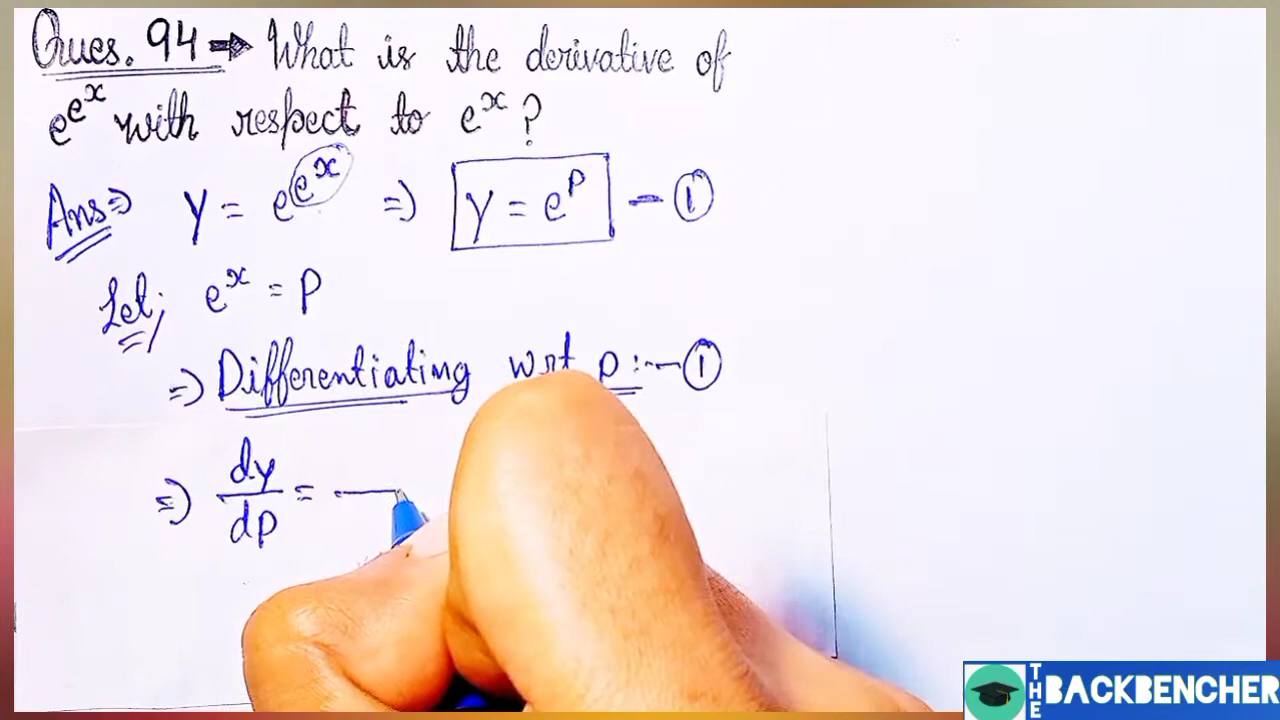 Ques. 94 → What is the derivative of
e^{e^x} with respect to e^x ?
Ans ⇒ y = e^{e^x} ⇒ y = e^p - ①
Let; e^x = p
⇒ Differentiating wrt p :- ①
⇒ dy/dp =
THE BACKBENCHER